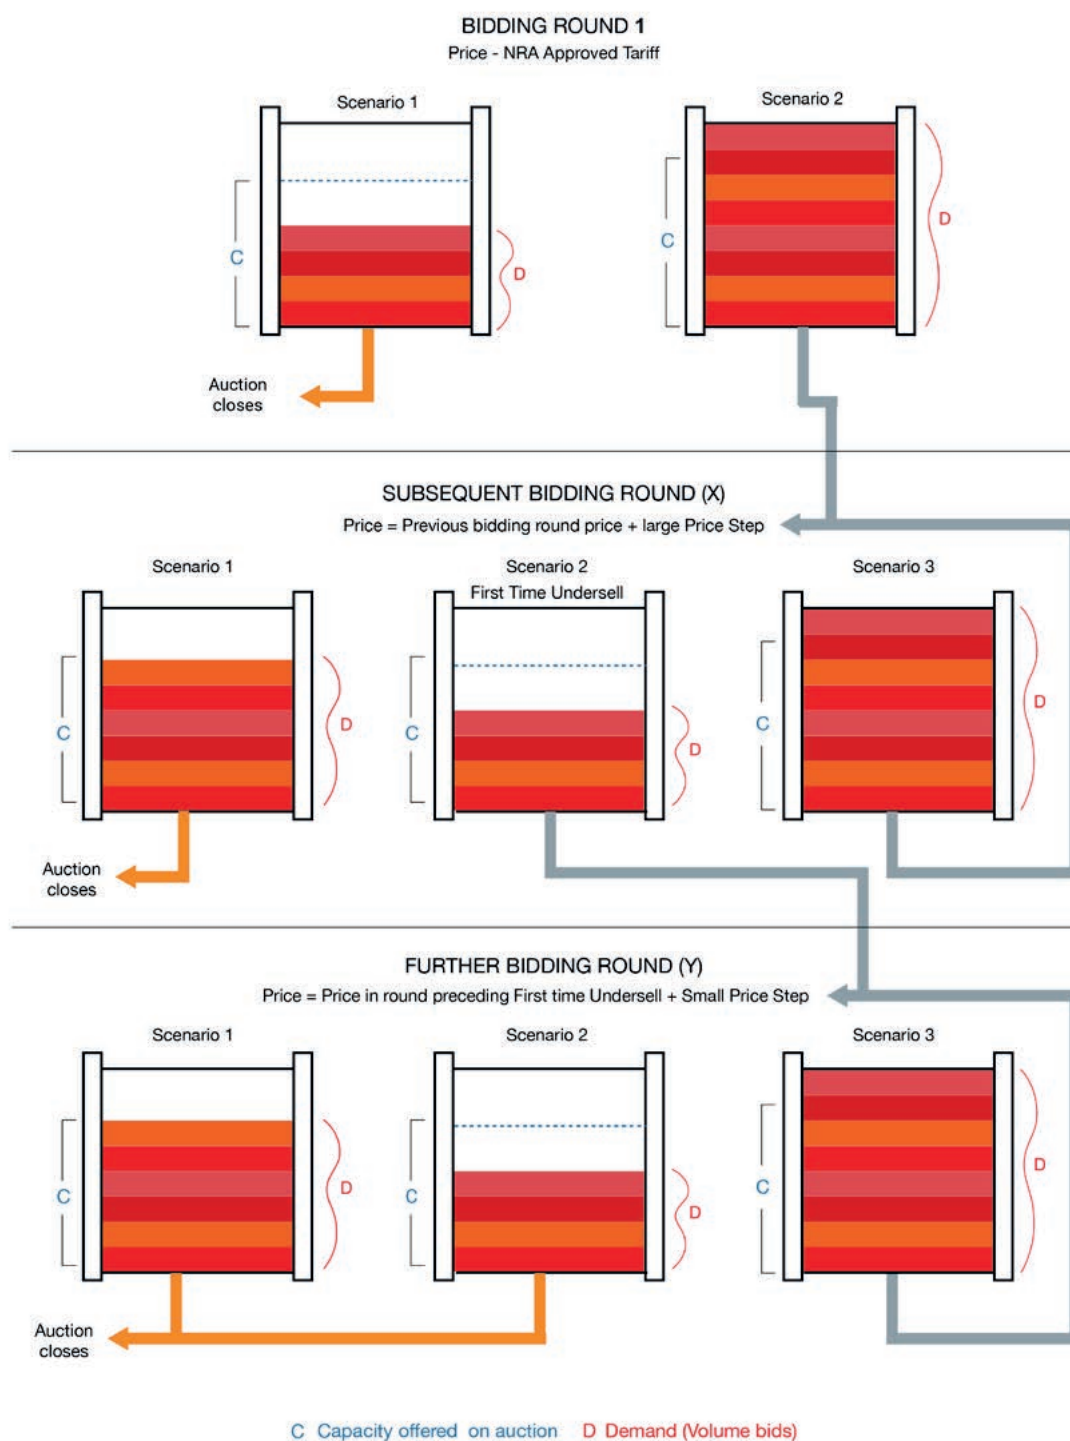 BIDDING ROUND 1
Price - NRA Approved Tariff
Scenario 1
Scenario 2
C
D
C
D
Auction
closes
SUBSEQUENT BIDDING ROUND (X)
Price = Previous bidding round price + large Price Step
Scenario 1
Scenario 2
First Time Undersell
Scenario 3
C
D
C
D
C
D
Auction
closes
FURTHER BIDDING ROUND (Y)
Price = Price in round preceding First time Undersell + Small Price Step
Scenario 1
Scenario 2
Scenario 3
C
D
C
D
C
D
Auction
closes
C Capacity offered on auction D Demand (Volume bids)